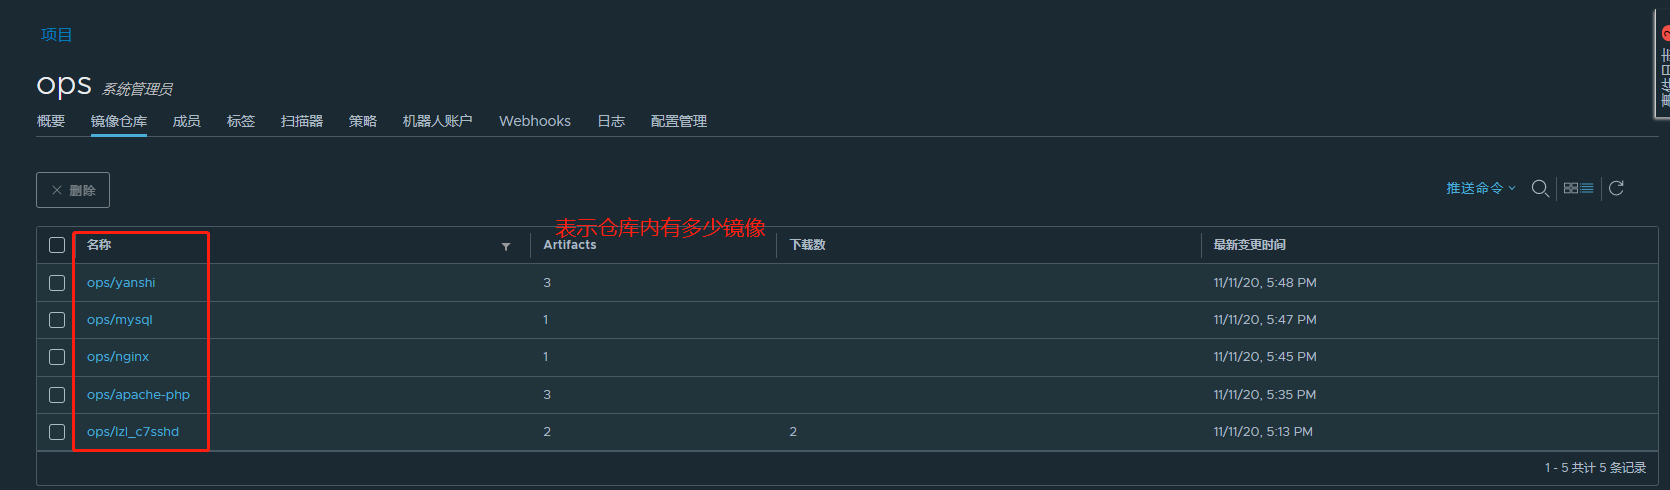 项目
ops 系统管理员
概要 镜像仓库 成员 标签 扫描器 策略 机器人账户 Webhooks 日志 配置管理
× 删除 推送命令
表示仓库内有多少镜像
名称 Artifacts 下载数 最新变更时间
ops/yanshi 3 11/11/20, 5:48 PM
ops/mysql 1 11/11/20, 5:47 PM
ops/nginx 1 11/11/20, 5:45 PM
ops/apache-php 3 11/11/20, 5:35 PM
ops/lzl_c7sshd 2 2 11/11/20, 5:13 PM
1 - 5 共计 5 条记录